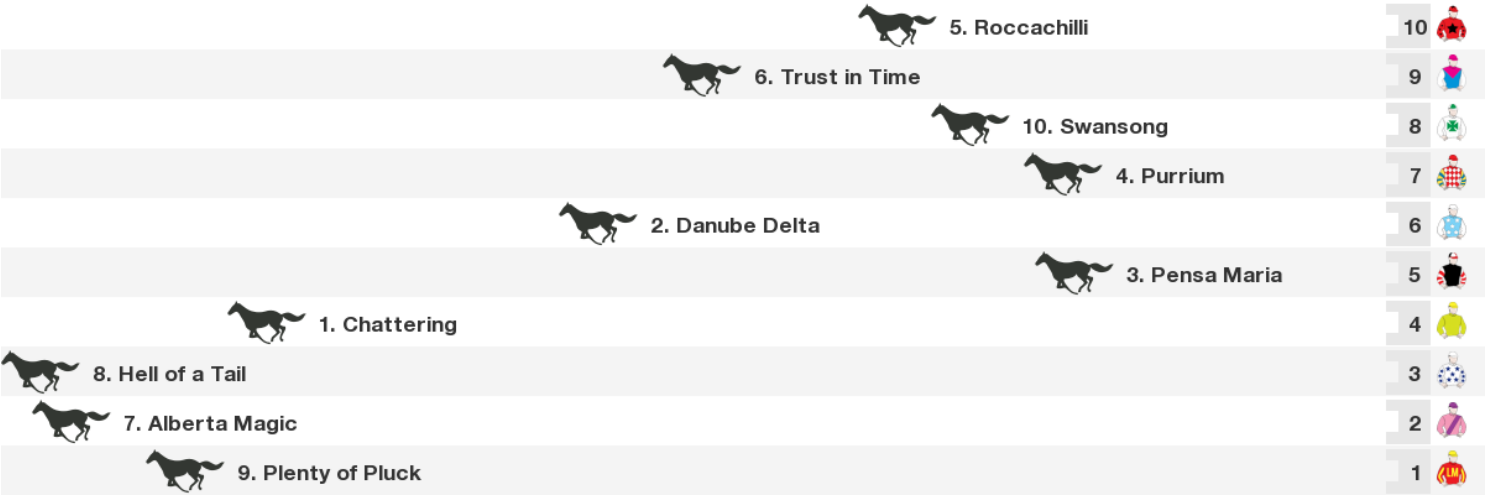 5. Roccachilli 10
6. Trust in Time 9
10. Swansong 8
4. Purrium 7
2. Danube Delta 6
3. Pensa Maria 5
1. Chattering 4
8. Hell of a Tail 3
7. Alberta Magic 2
9. Plenty of Pluck 1 LM